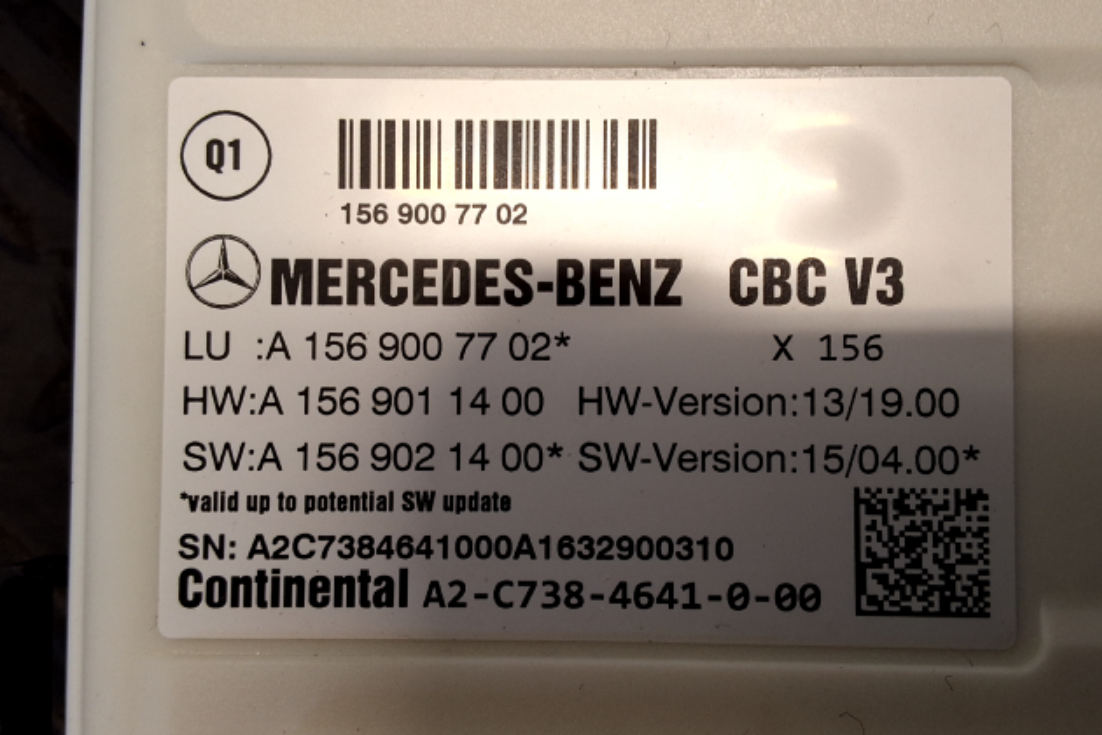 Q1
156 900 77 02
MERCEDES-BENZ CBC V3
LU :A 156 900 77 02* X 156
HW:A 156 901 14 00 HW-Version:13/19.00
SW:A 156 902 14 00* SW-Version:15/04.00*
*valid up to potential SW update
SN: A2C7384641000A1632900310
Continental A2-C738-4641-0-00